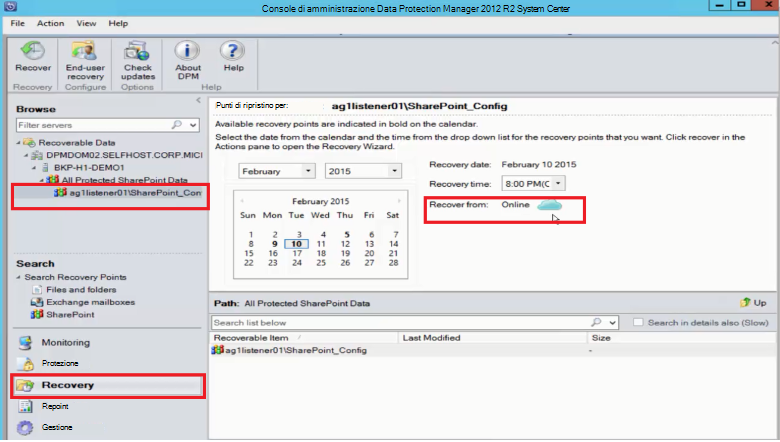 Console di amministrazione Data Protection Manager 2012 R2 System Center
File Action View Help
Recover
End-user recovery
Check updates
About DPM
Help
Recovery Configure Options Help
Browse
Filter servers
Recoverable Data
DPMDOM02.SELFHOST.CORP.MICI
BKP-H1-DEMO1
All Protected SharePoint Data
ag1listener01\SharePoint_Con
Search
Search Recovery Points
Files and folders
Exchange mailboxes
SharePoint
Monitoring
Protezione
Recovery
Repoint
Gestione
Punti di ripristino per: ag1listener01\SharePoint_Config
Available recovery points are indicated in bold on the calendar.
Select the date from the calendar and the time from the drop down list for the recovery points that you want. Click recover in the
Actions pane to open the Recovery Wizard.
February 2015
February 2015
Sun Mon Tue Wed Thu Fri Sat
1 2 3 4 5 6 7
8 9 10 11 12 13 14
15 16 17 18 19 20 21
22 23 24 25 26 27 28
Recovery date: February 10 2015
Recovery time: 8:00 PM(C
Recover from: Online
Path: All Protected SharePoint Data Up
Search list below Search in details also (Slow)
Recoverable Item Last Modified Size
ag1listener01\SharePoint_Config -